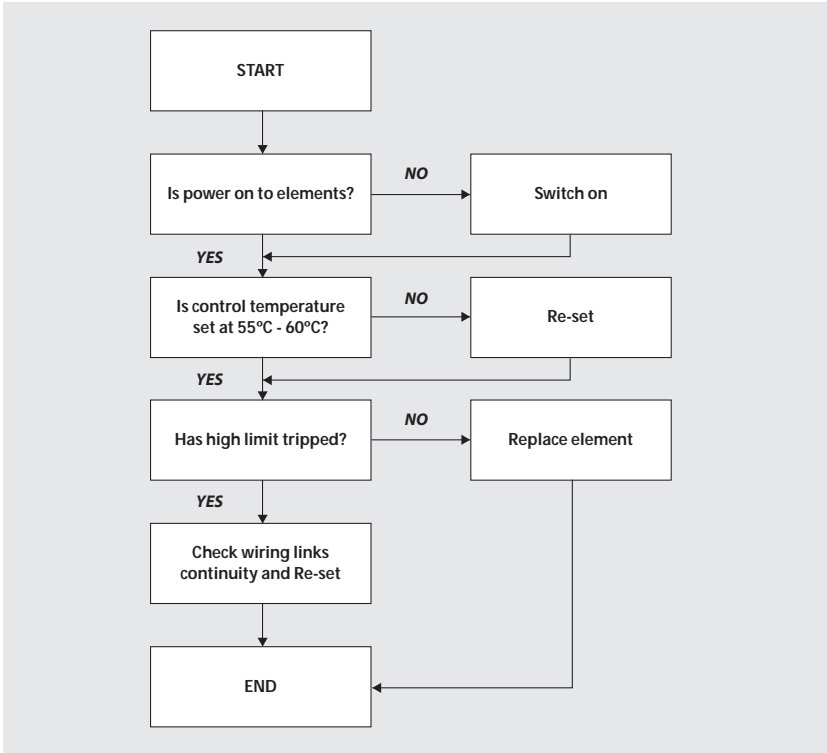 START
Is power on to elements?
NO
Switch on
YES
Is control temperature
set at 55ºC - 60ºC?
NO
Re-set
YES
Has high limit tripped?
NO
Replace element
YES
Check wiring links
continuity and Re-set
END